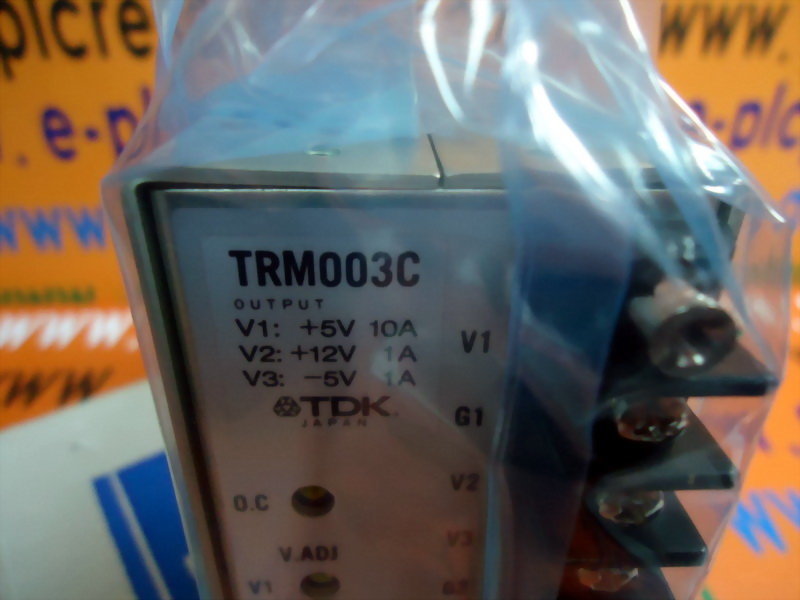 e-plc
www
TRM003C
OUTPUT
V1: +5V 10A
V2: +12V 1A
V3: -5V 1A
TDK
JAPAN
V1
G1
V2
V3
O.C
V.ADJ
V1